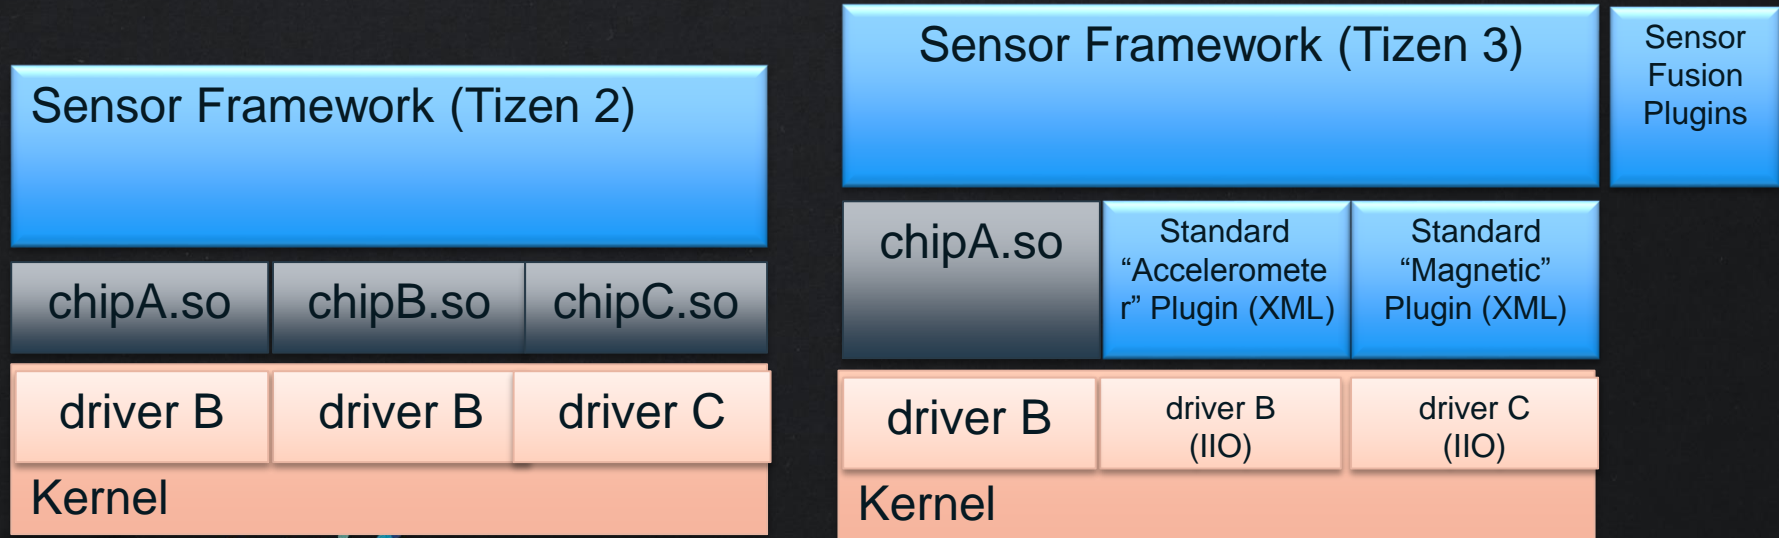 Sensor Framework (Tizen 2)
chipA.so
chipB.so
chipC.so
driver B
driver B
driver C
Kernel
Sensor Framework (Tizen 3)
Sensor
Fusion
Plugins
chipA.so
Standard
“Acceleromete
r” Plugin (XML)
Standard
“Magnetic”
Plugin (XML)
driver B
driver B
(IIO)
driver C
(IIO)
Kernel